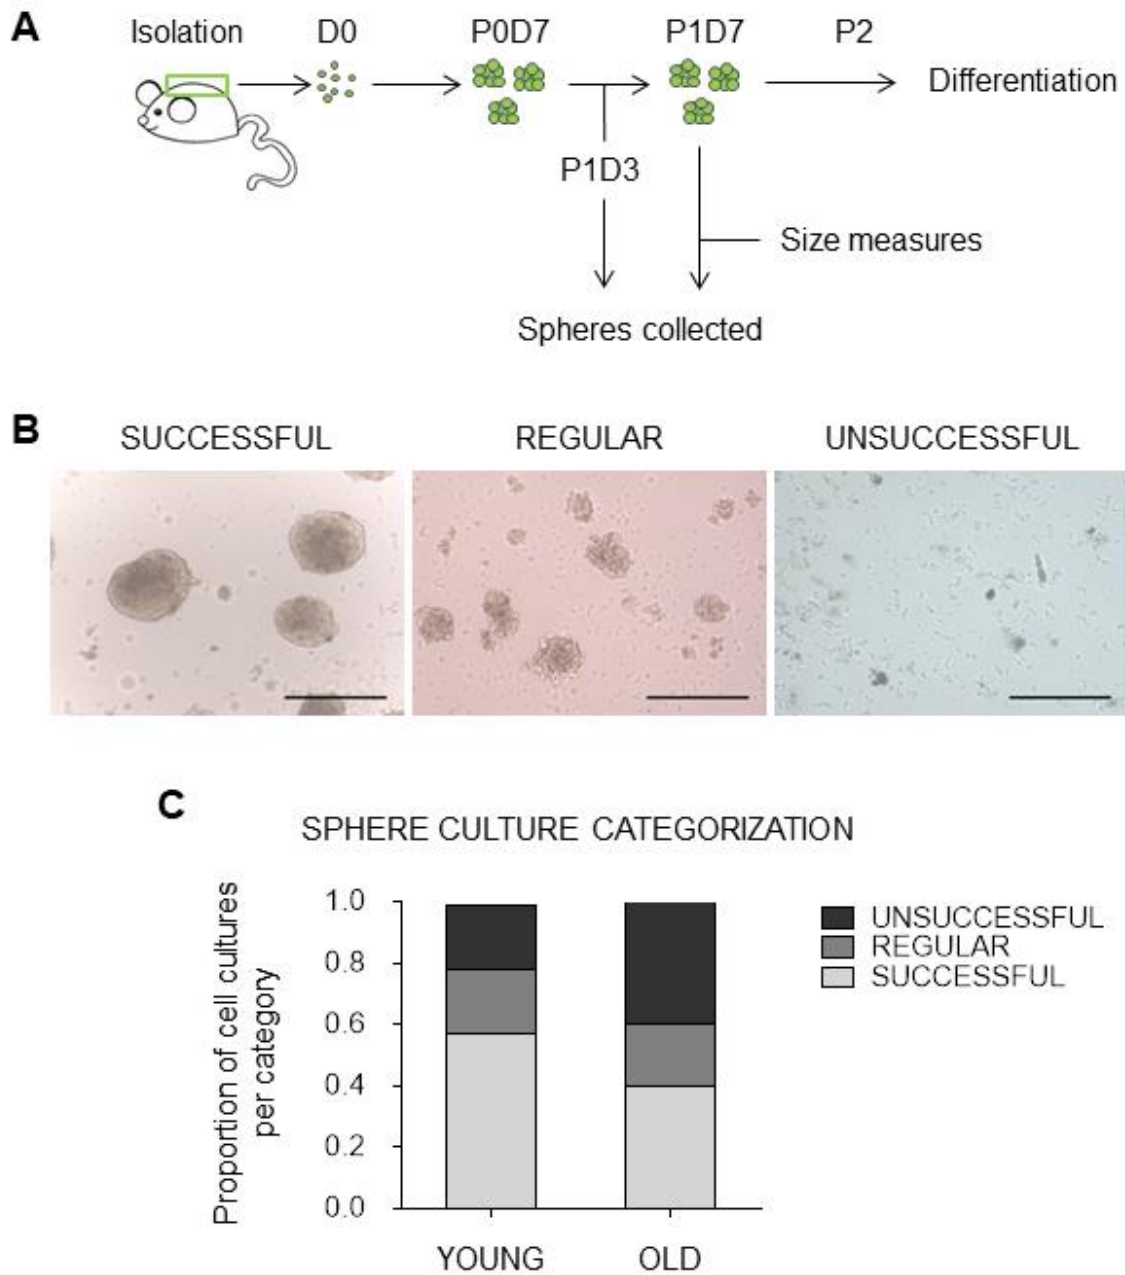 A
Isolation D0 P0D7 P1D7 P2
Differentiation
P1D3
Size measures
Spheres collected
B
SUCCESSFUL REGULAR UNSUCCESSFUL
C
SPHERE CULTURE CATEGORIZATION
Proportion of cell cultures
per category
1.0
0.8
0.6
0.4
0.2
0.0
YOUNG OLD
UNSUCCESSFUL
REGULAR
SUCCESSFUL